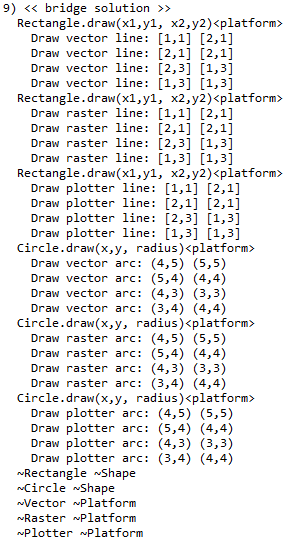 9) << bridge solution >>
Rectangle.draw(x1,y1, x2,y2)<platform>
Draw vector line: [1,1] [2,1]
Draw vector line: [2,1] [2,1]
Draw vector line: [2,3] [1,3]
Draw vector line: [1,3] [1,3]
Rectangle.draw(x1,y1, x2,y2)<platform>
Draw raster line: [1,1] [2,1]
Draw raster line: [2,1] [2,1]
Draw raster line: [2,3] [1,3]
Draw raster line: [1,3] [1,3]
Rectangle.draw(x1,y1, x2,y2)<platform>
Draw plotter line: [1,1] [2,1]
Draw plotter line: [2,1] [2,1]
Draw plotter line: [2,3] [1,3]
Draw plotter line: [1,3] [1,3]
Circle.draw(x,y, radius)<platform>
Draw vector arc: (4,5) (5,5)
Draw vector arc: (5,4) (4,4)
Draw vector arc: (4,3) (3,3)
Draw vector arc: (3,4) (4,4)
Circle.draw(x,y, radius)<platform>
Draw raster arc: (4,5) (5,5)
Draw raster arc: (5,4) (4,4)
Draw raster arc: (4,3) (3,3)
Draw raster arc: (3,4) (4,4)
Circle.draw(x,y, radius)<platform>
Draw plotter arc: (4,5) (5,5)
Draw plotter arc: (5,4) (4,4)
Draw plotter arc: (4,3) (3,3)
Draw plotter arc: (3,4) (4,4)
~Rectangle ~Shape
~Circle ~Shape
~Vector ~Platform
~Raster ~Platform
~Plotter ~Platform